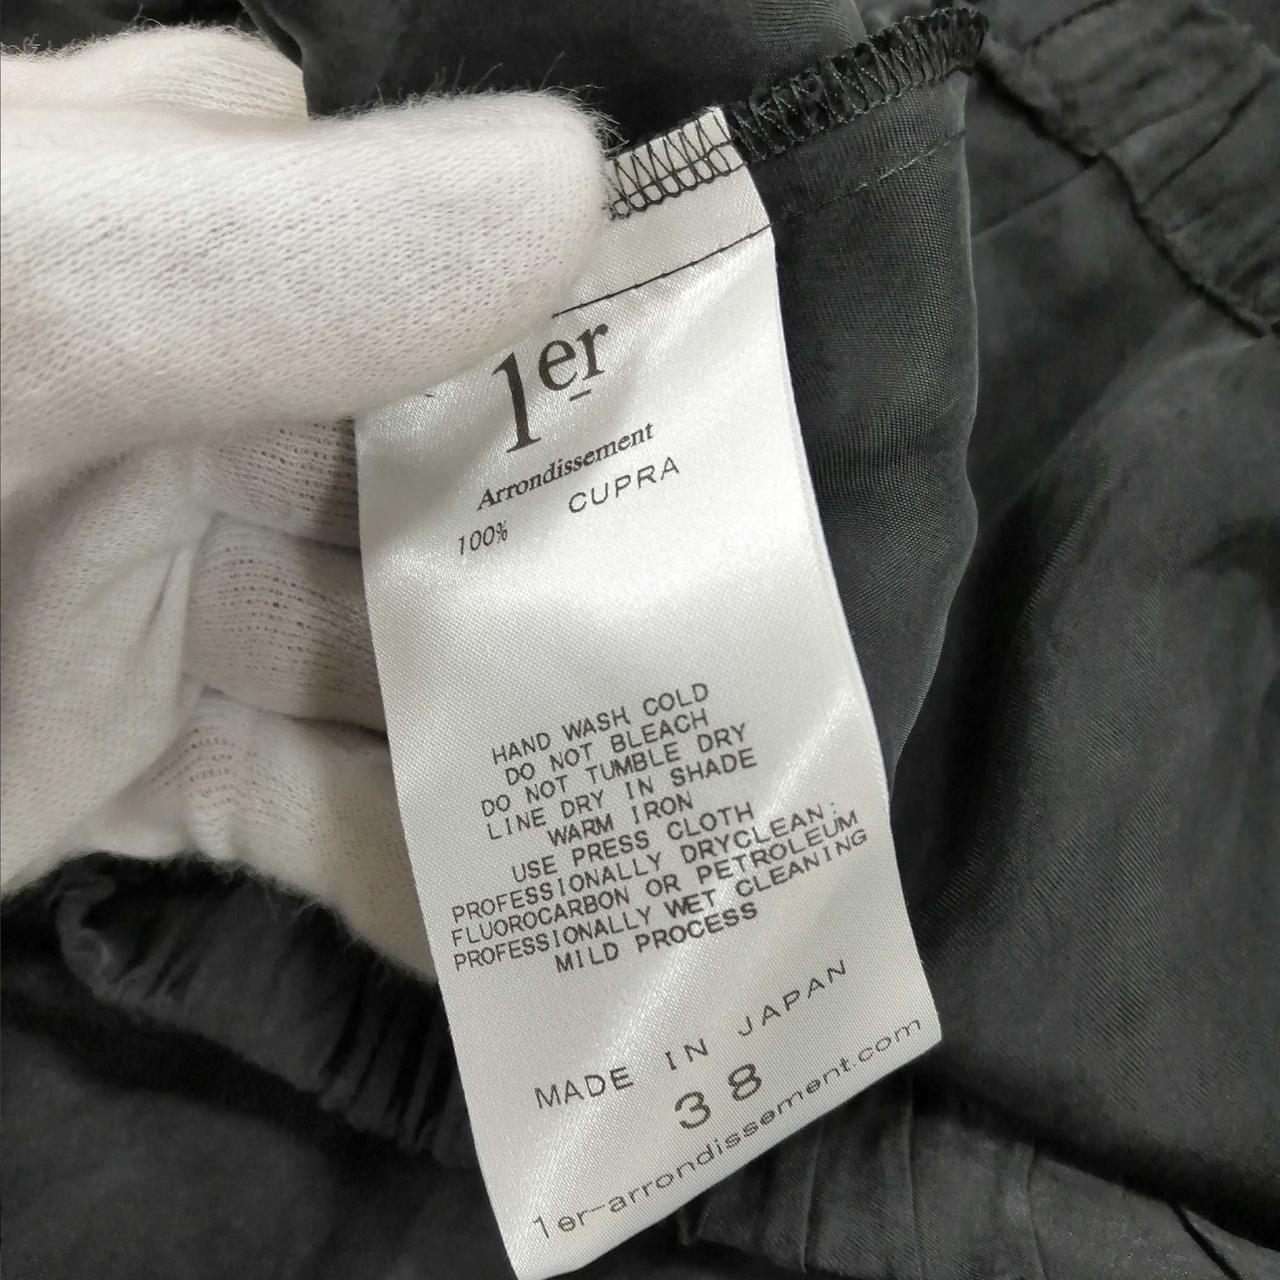 1er
Arrondissement
100% CUPRA
HAND WASH COLD
DO NOT BLEACH
DO NOT TUMBLE DRY
LINE DRY IN SHADE
WARM IRON
USE PRESS CLOTH
PROFESSIONALLY DRYCLEAN:
FLUOROCARBON OR PETROLEUM
PROFESSIONALLY WET CLEANING
MILD PROCESS
MADE IN JAPAN
38
1er-arrondissement.com